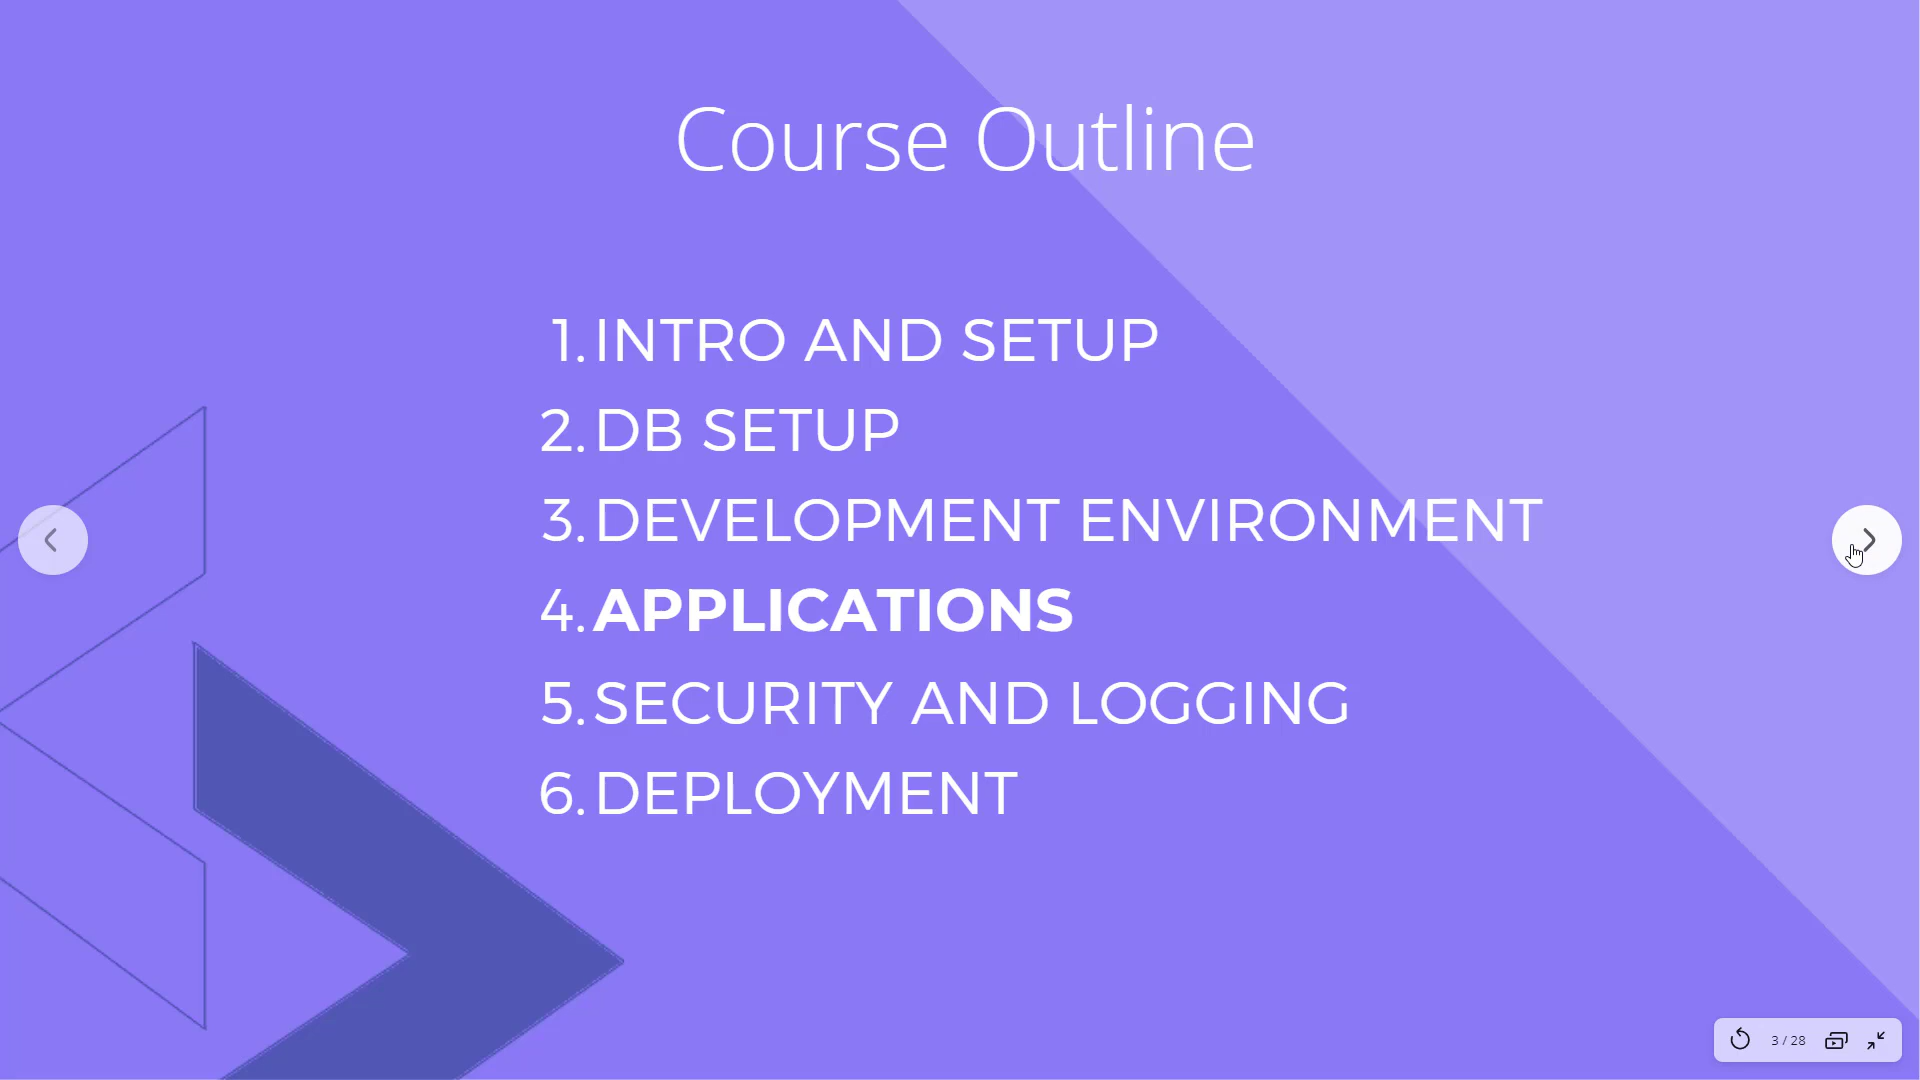 Course Outline
1. INTRO AND SETUP
2. DB SETUP
3. DEVELOPMENT ENVIRONMENT
4. APPLICATIONS
5. SECURITY AND LOGGING
6. DEPLOYMENT
3 / 28